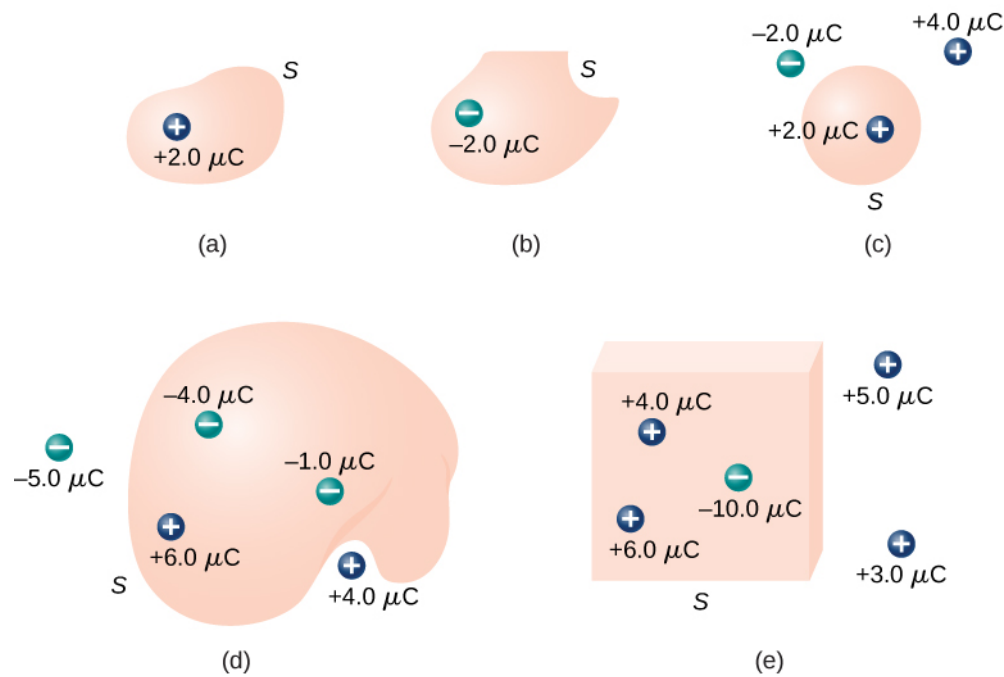 S
+2.0 μC
(a)
S
–2.0 μC
(b)
–2.0 μC
+4.0 μC
+2.0 μC
S
(c)
–4.0 μC
–5.0 μC
–1.0 μC
+6.0 μC
S
+4.0 μC
(d)
+5.0 μC
+4.0 μC
–10.0 μC
+6.0 μC
+3.0 μC
S
(e)